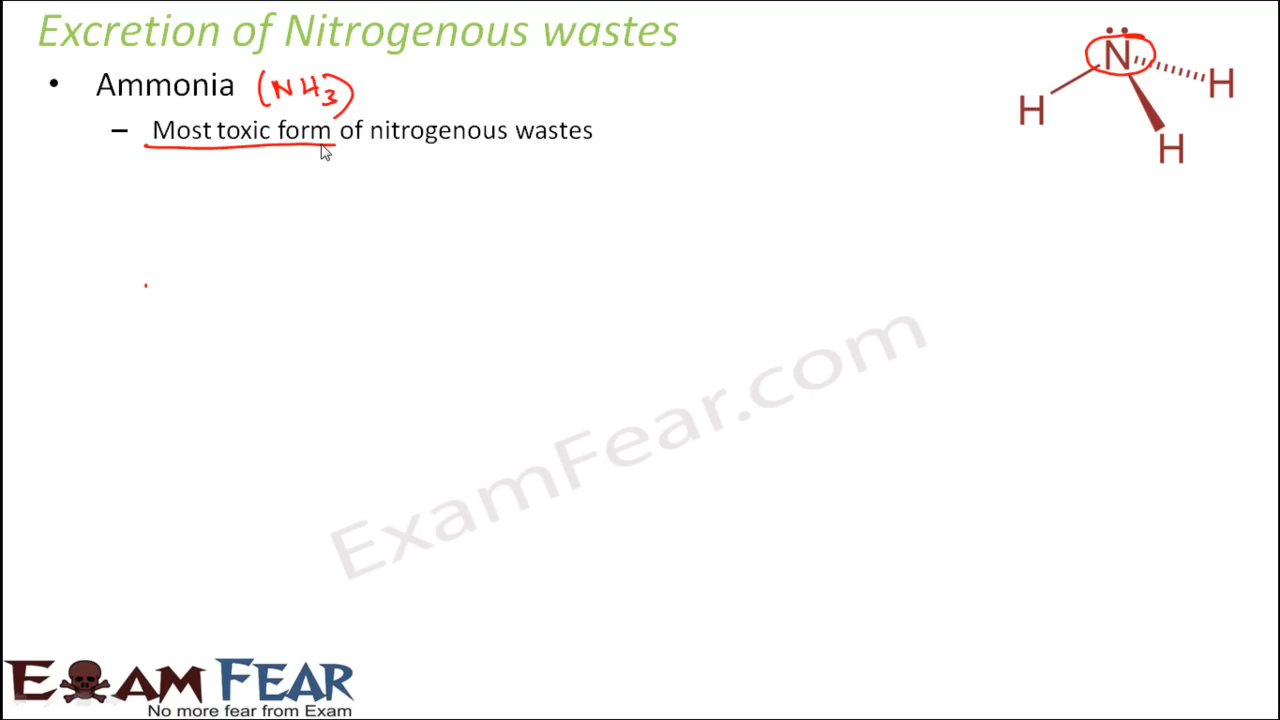 Excretion of Nitrogenous wastes
• Ammonia (NH3)
– Most toxic form of nitrogenous wastes
N
H
H
H
ExamFear.com
EXAM FEAR
No more fear from Exam